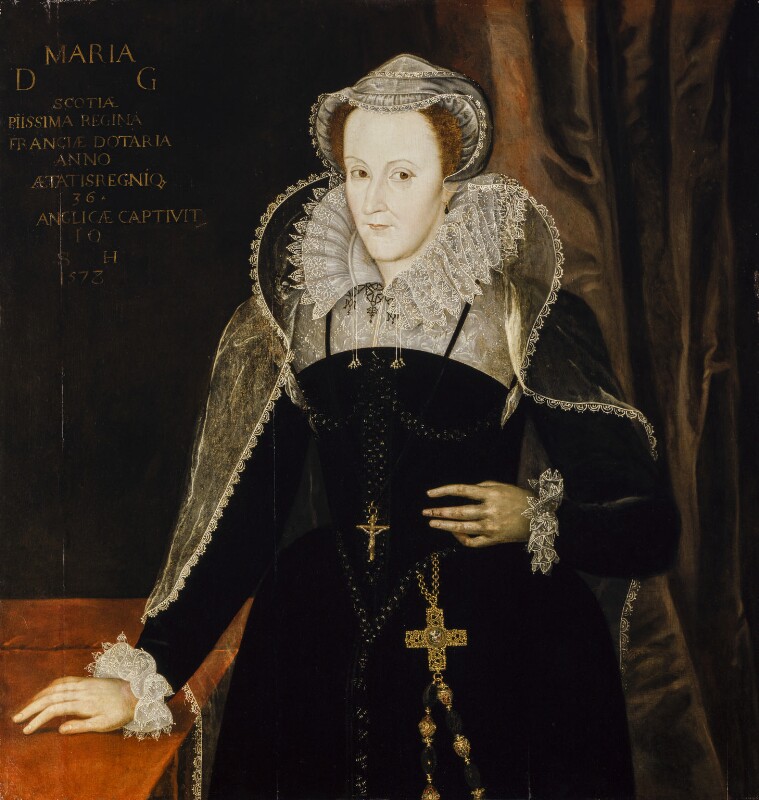 MARIA
D G
SCOTIÆ
PIISSIMA REGINA
FRANCIÆ DOTARIA
ANNO
ÆTATIS REGNIQ
36.
ANGLICÆ CAPTIVIT
10
S H
1578